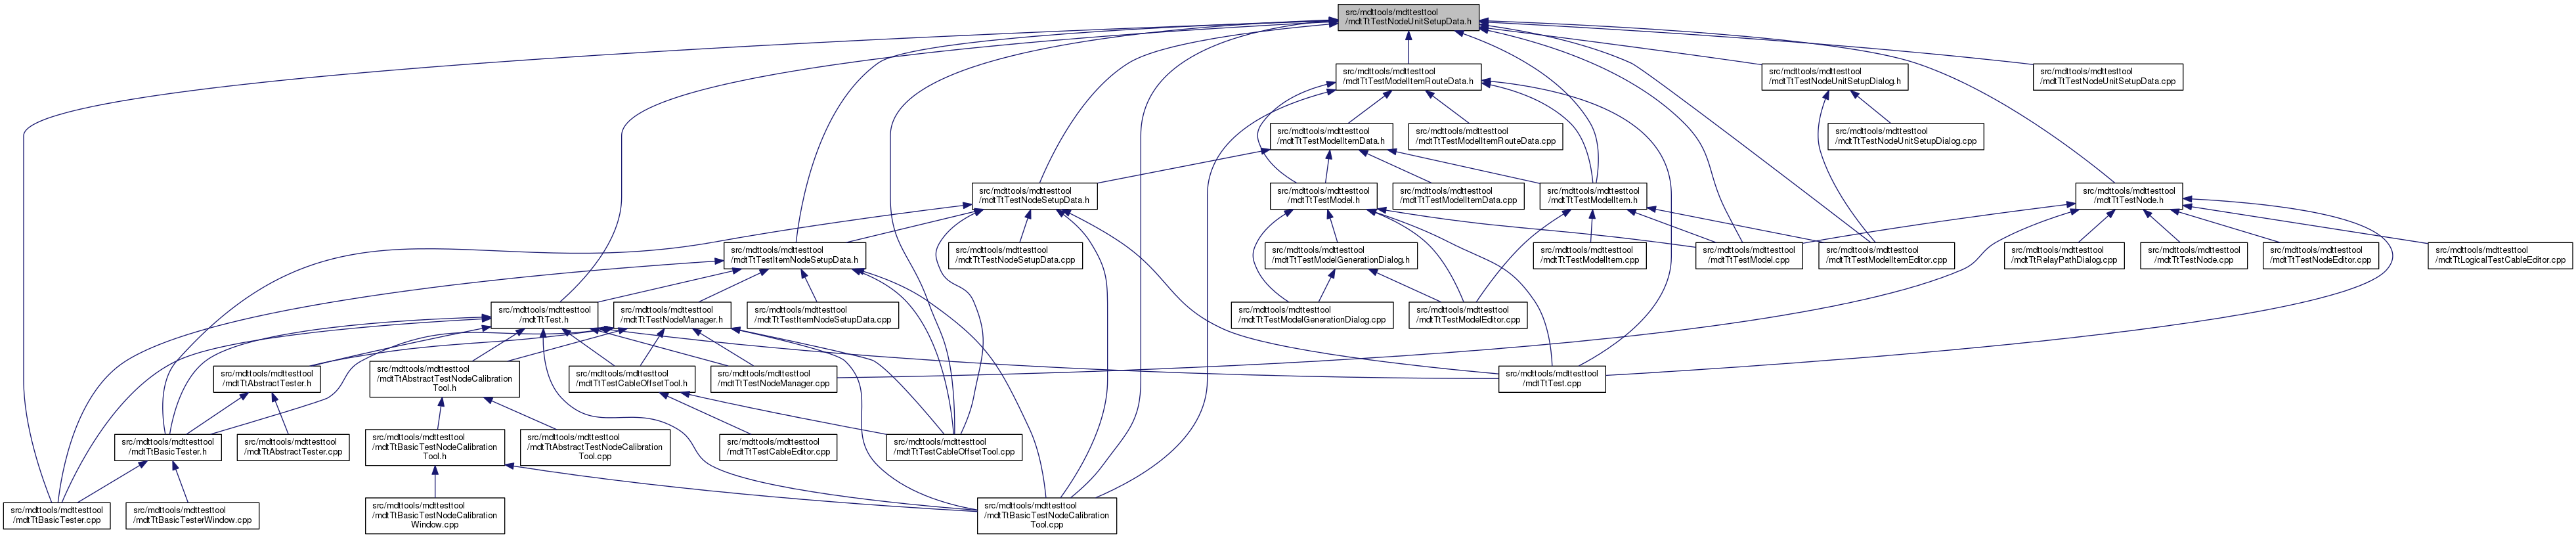 src/mdttools/mdttesttool
/mdtTtTestNodeUnitSetupData.h
src/mdttools/mdttesttool
/mdtTtTestModelItemRouteData.h
src/mdttools/mdttesttool
/mdtTtTestNodeUnitSetupDialog.h
src/mdttools/mdttesttool
/mdtTtTestNodeUnitSetupData.cpp
src/mdttools/mdttesttool
/mdtTtTestModelItemData.h
src/mdttools/mdttesttool
/mdtTtTestModelItemRouteData.cpp
src/mdttools/mdttesttool
/mdtTtTestNodeUnitSetupDialog.cpp
src/mdttools/mdttesttool
/mdtTtTestNodeSetupData.h
src/mdttools/mdttesttool
/mdtTtTestModel.h
src/mdttools/mdttesttool
/mdtTtTestModelItemData.cpp
src/mdttools/mdttesttool
/mdtTtTestModelItem.h
src/mdttools/mdttesttool
/mdtTtTestNode.h
src/mdttools/mdttesttool
/mdtTtTestItemNodeSetupData.h
src/mdttools/mdttesttool
/mdtTtTestNodeSetupData.cpp
src/mdttools/mdttesttool
/mdtTtTestModelGenerationDialog.h
src/mdttools/mdttesttool
/mdtTtTestModelItem.cpp
src/mdttools/mdttesttool
/mdtTtTestModel.cpp
src/mdttools/mdttesttool
/mdtTtTestModelItemEditor.cpp
src/mdttools/mdttesttool
/mdtTtRelayPathDialog.cpp
src/mdttools/mdttesttool
/mdtTtTestNode.cpp
src/mdttools/mdttesttool
/mdtTtTestNodeEditor.cpp
src/mdttools/mdttesttool
/mdtTtLogicalTestCableEditor.cpp
src/mdttools/mdttesttool
/mdtTtTest.h
src/mdttools/mdttesttool
/mdtTtTestNodeManager.h
src/mdttools/mdttesttool
/mdtTtTestItemNodeSetupData.cpp
src/mdttools/mdttesttool
/mdtTtTestModelGenerationDialog.cpp
src/mdttools/mdttesttool
/mdtTtTestModelEditor.cpp
src/mdttools/mdttesttool
/mdtTtAbstractTester.h
src/mdttools/mdttesttool
/mdtTtAbstractTestNodeCalibration
Tool.h
src/mdttools/mdttesttool
/mdtTtTestCableOffsetTool.h
src/mdttools/mdttesttool
/mdtTtTestNodeManager.cpp
src/mdttools/mdttesttool
/mdtTtTest.cpp
src/mdttools/mdttesttool
/mdtTtBasicTester.h
src/mdttools/mdttesttool
/mdtTtAbstractTester.cpp
src/mdttools/mdttesttool
/mdtTtBasicTestNodeCalibration
Tool.h
src/mdttools/mdttesttool
/mdtTtAbstractTestNodeCalibration
Tool.cpp
src/mdttools/mdttesttool
/mdtTtTestCableEditor.cpp
src/mdttools/mdttesttool
/mdtTtTestCableOffsetTool.cpp
src/mdttools/mdttesttool
/mdtTtBasicTester.cpp
src/mdttools/mdttesttool
/mdtTtBasicTesterWindow.cpp
src/mdttools/mdttesttool
/mdtTtBasicTestNodeCalibration
Window.cpp
src/mdttools/mdttesttool
/mdtTtBasicTestNodeCalibration
Tool.cpp